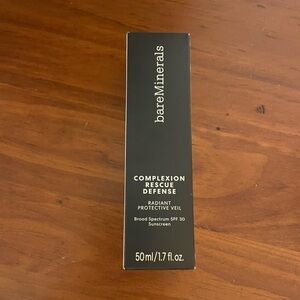 bareMinerals
COMPLEXION
RESCUE
DEFENSE
RADIANT
PROTECTIVE VEIL
Broad Spectrum SPF 30
Sunscreen
50 ml/1.7 fl. oz.